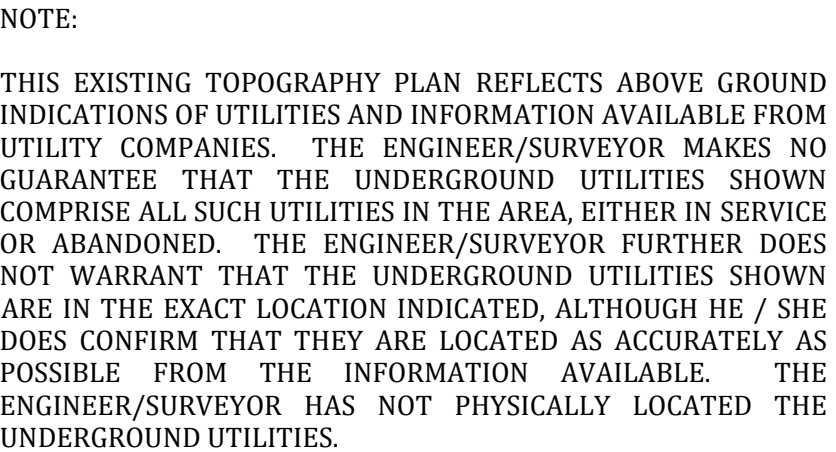 NOTE:
THIS EXISTING TOPOGRAPHY PLAN REFLECTS ABOVE GROUND
INDICATIONS OF UTILITIES AND INFORMATION AVAILABLE FROM
UTILITY COMPANIES. THE ENGINEER/SURVEYOR MAKES NO
GUARANTEE THAT THE UNDERGROUND UTILITIES SHOWN
COMPRISE ALL SUCH UTILITIES IN THE AREA, EITHER IN SERVICE
OR ABANDONED. THE ENGINEER/SURVEYOR FURTHER DOES
NOT WARRANT THAT THE UNDERGROUND UTILITIES SHOWN
ARE IN THE EXACT LOCATION INDICATED, ALTHOUGH HE / SHE
DOES CONFIRM THAT THEY ARE LOCATED AS ACCURATELY AS
POSSIBLE FROM THE INFORMATION AVAILABLE. THE
ENGINEER/SURVEYOR HAS NOT PHYSICALLY LOCATED THE
UNDERGROUND UTILITIES.